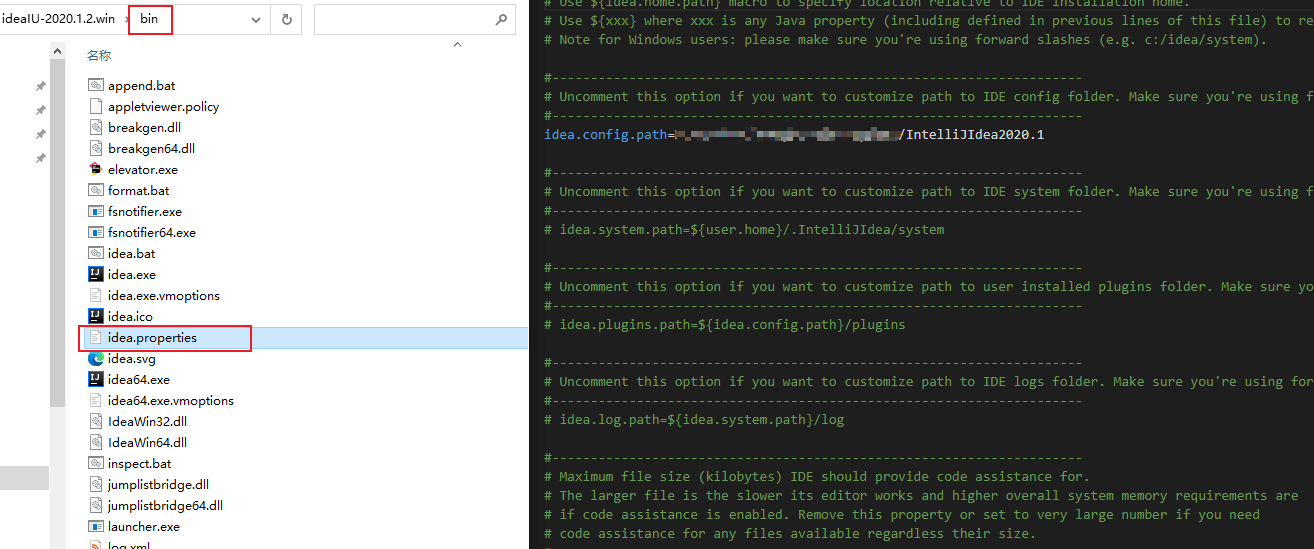 ideaIU-2020.1.2.win
bin
名称
append.bat
appletviewer.policy
breakgen.dll
breakgen64.dll
elevator.exe
format.bat
fsnotifier.exe
fsnotifier64.exe
idea.bat
idea.exe
idea.exe.vmoptions
idea.ico
idea.properties
idea.svg
idea64.exe
idea64.exe.vmoptions
IdeaWin32.dll
IdeaWin64.dll
inspect.bat
jumplistbridge.dll
jumplistbridge64.dll
launcher.exe
log.xml
# Use ${idea.home.path} macro to specify location relative to IDE installation home.
# Use ${xxx} where xxx is any Java property (including defined in previous lines of this file) to re
# Note for Windows users: please make sure you're using forward slashes (e.g. c:/idea/system).
#---------------------------------------------------------------------
# Uncomment this option if you want to customize path to IDE config folder. Make sure you're using f
#---------------------------------------------------------------------
idea.config.path=/IntelliJIdea2020.1
#---------------------------------------------------------------------
# Uncomment this option if you want to customize path to IDE system folder. Make sure you're using f
#---------------------------------------------------------------------
# idea.system.path=${user.home}/.IntelliJIdea/system
#---------------------------------------------------------------------
# Uncomment this option if you want to customize path to user installed plugins folder. Make sure yo
#---------------------------------------------------------------------
# idea.plugins.path=${idea.config.path}/plugins
#---------------------------------------------------------------------
# Uncomment this option if you want to customize path to IDE logs folder. Make sure you're using for
#---------------------------------------------------------------------
# idea.log.path=${idea.system.path}/log
#---------------------------------------------------------------------
# Maximum file size (kilobytes) IDE should provide code assistance for.
# The larger file is the slower its editor works and higher overall system memory requirements are
# if code assistance is enabled. Remove this property or set to very large number if you need
# code assistance for any files available regardless their size.